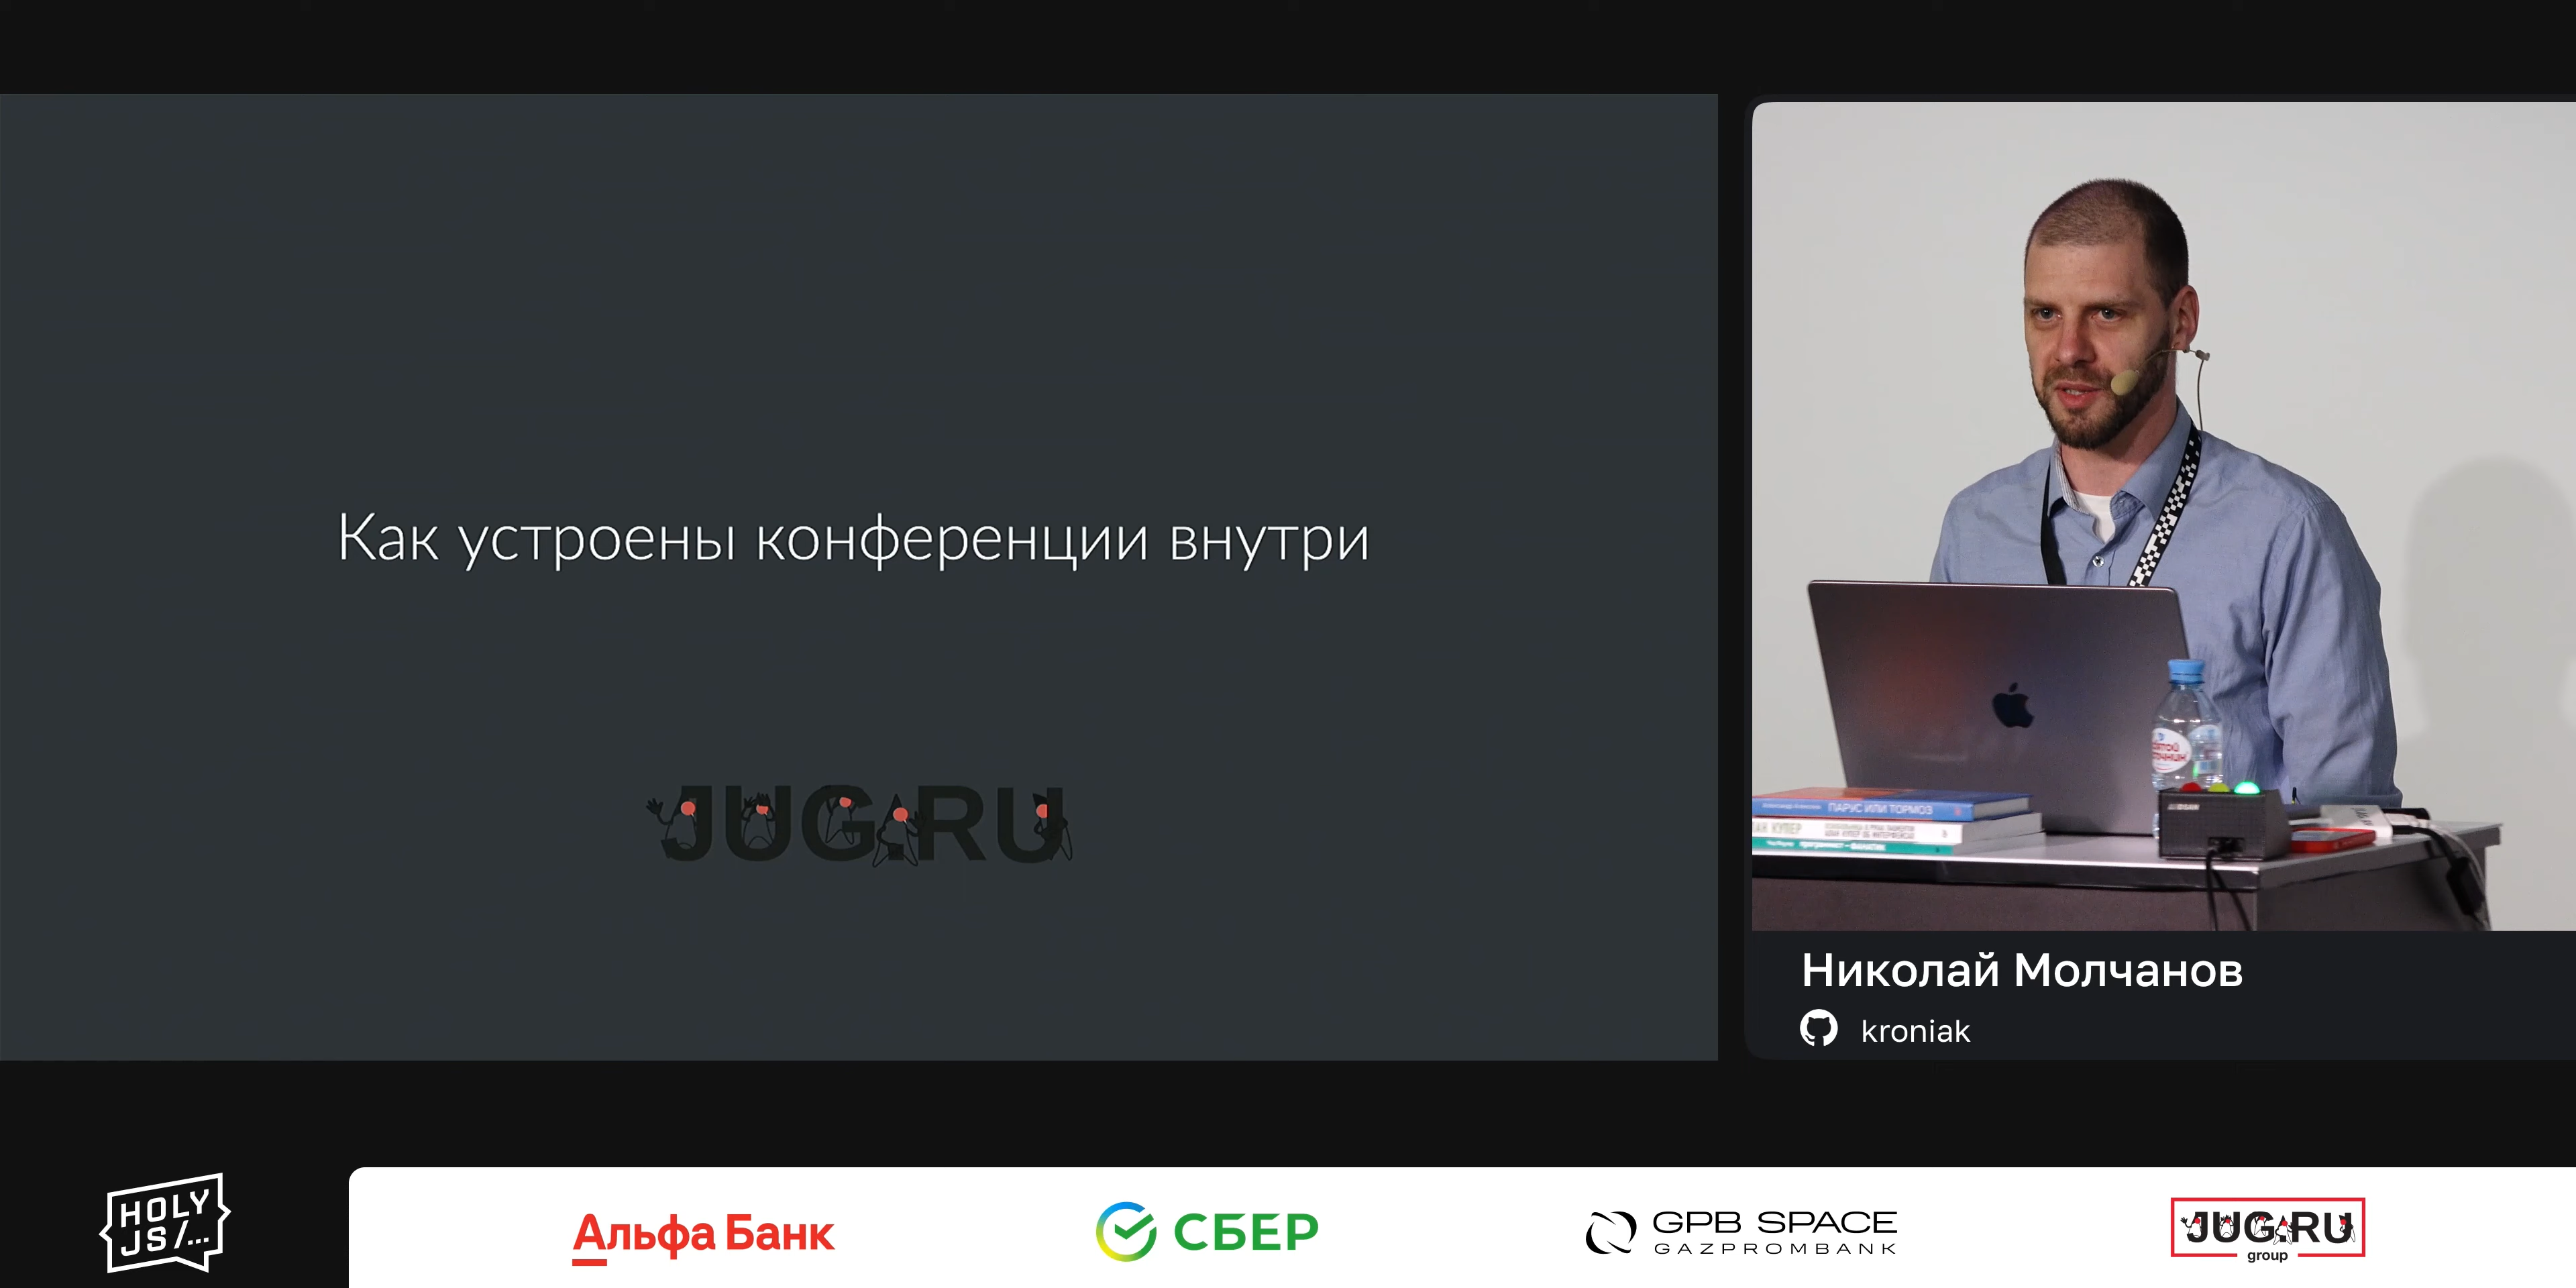 Как устроены конференции внутри
JUG.RU
ПАРУС ИЛИ ТОРМОЗ
Николай Молчанов
kroniak
HOLY
JS/...
Альфа Банк
СБЕР
GPB SPACE
GAZPROMBANK
JUG.RU
group